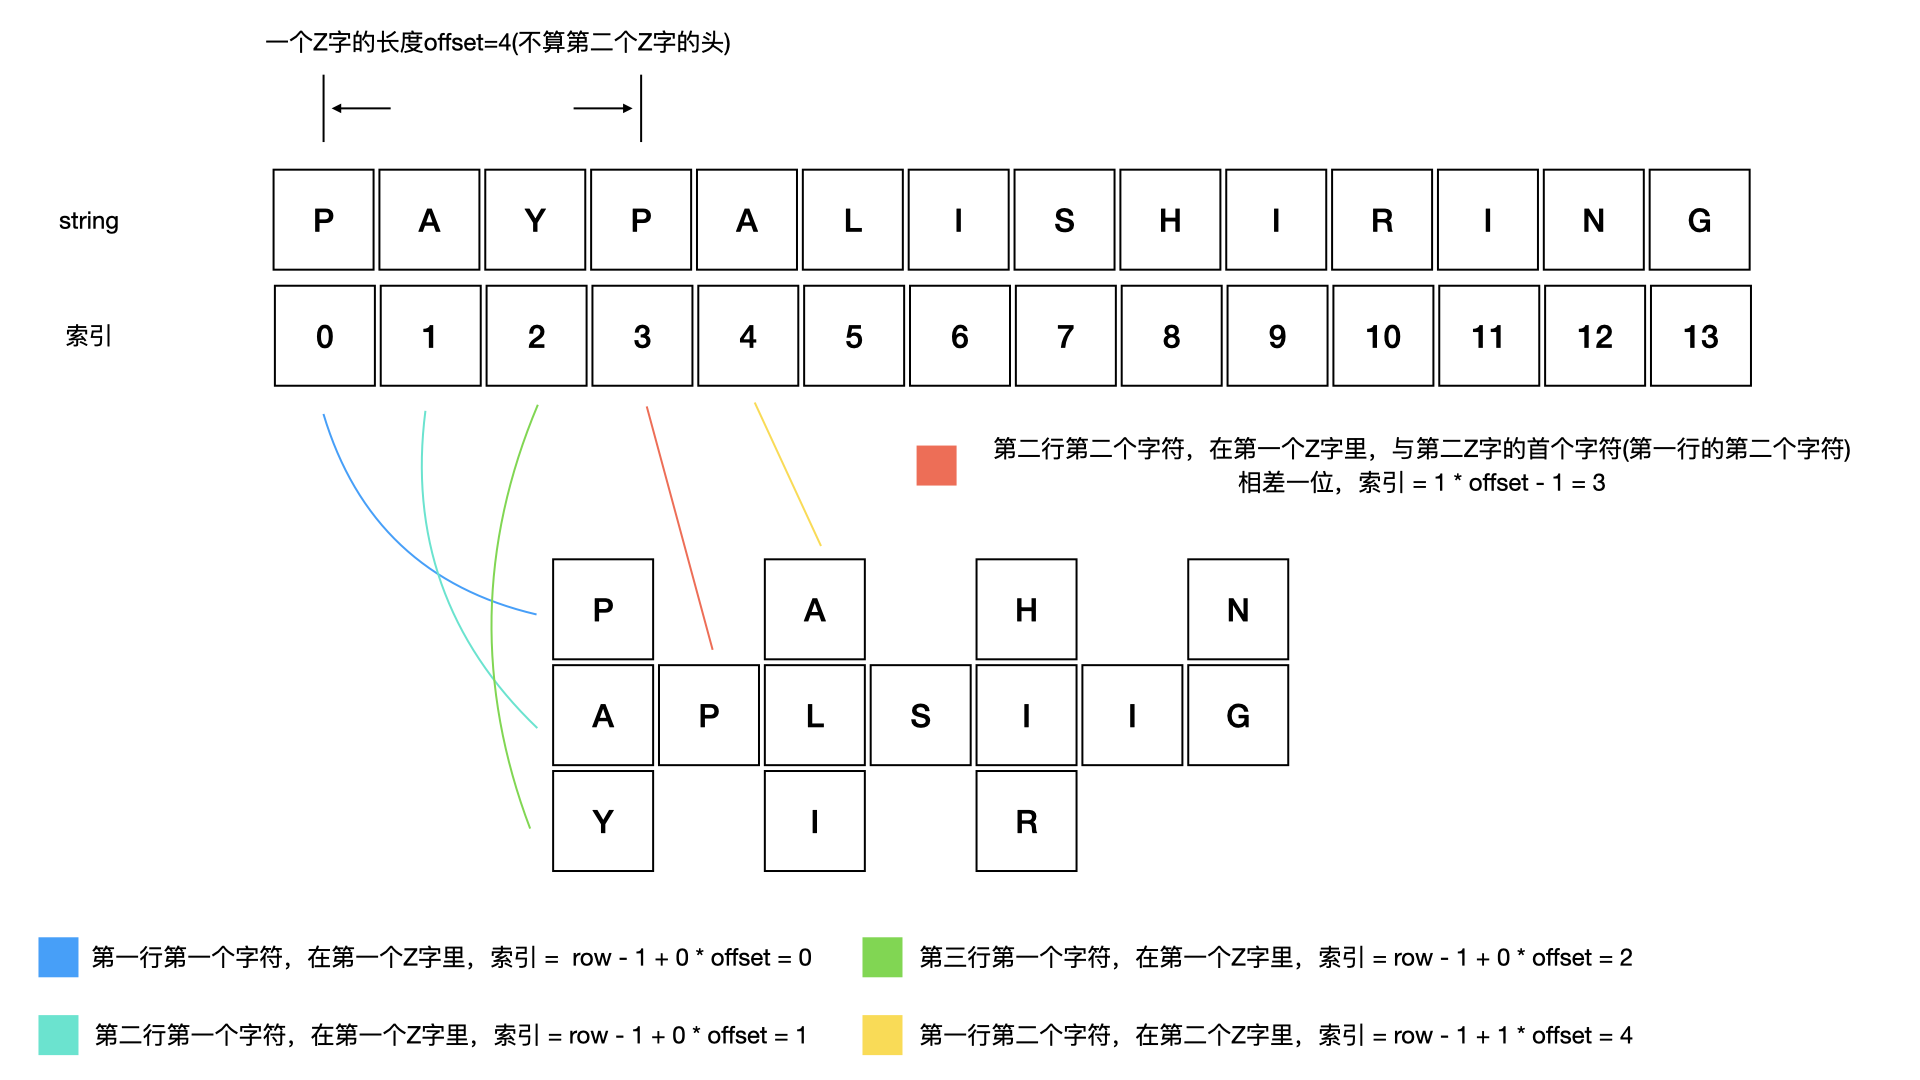 一个Z字的长度offset=4(不算第二个Z字的头)
string P A Y P A L I S H I R I N G
索引 0 1 2 3 4 5 6 7 8 9 10 11 12 13
第二行第二个字符，在第一个Z字里，与第二Z字的首个字符(第一行的第二个字符)
相差一位，索引 = 1 * offset - 1 = 3
P A H N
A P L S I I G
Y I R
第一行第一个字符，在第一个Z字里，索引 = row - 1 + 0 * offset = 0
第三行第一个字符，在第一个Z字里，索引 = row - 1 + 0 * offset = 2
第二行第一个字符，在第一个Z字里，索引 = row - 1 + 0 * offset = 1
第一行第二个字符，在第二个Z字里，索引 = row - 1 + 1 * offset = 4